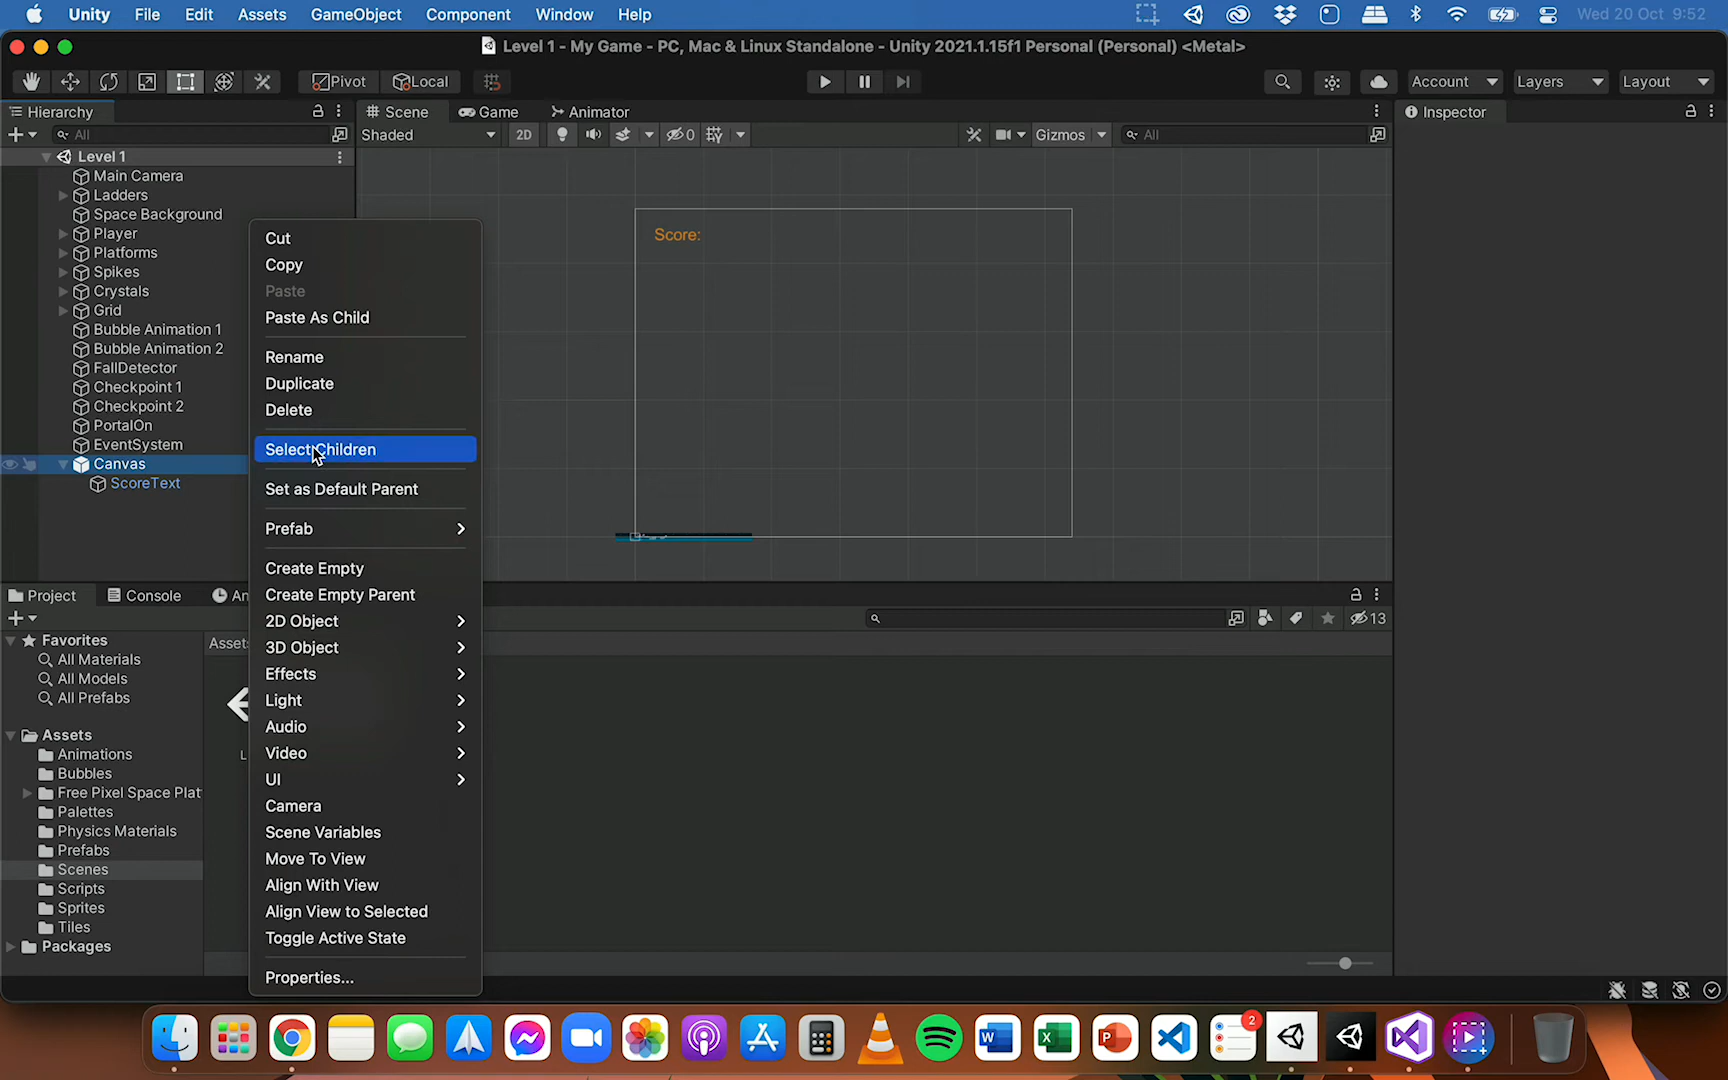 Unity File Edit Assets GameObject Component Window Help Wed 20 Oct 9:52
Level 1 - My Game - PC, Mac & Linux Standalone - Unity 2021.1.15f1 Personal (Personal) <Metal>
Pivot Local Account Layers Layout
Hierarchy Scene Game Animator Inspector
All Shaded 2D 0 Gizmos All
Level 1
Main Camera
Ladders
Space Background
Player
Platforms
Spikes
Crystals
Grid
Bubble Animation 1
Bubble Animation 2
FallDetector
Checkpoint 1
Checkpoint 2
PortalOn
EventSystem
Canvas
ScoreText
Score:
Cut
Copy
Paste
Paste As Child
Rename
Duplicate
Delete
Select Children
Set as Default Parent
Prefab
Create Empty
Create Empty Parent
2D Object
3D Object
Effects
Light
Audio
Video
UI
Camera
Scene Variables
Move To View
Align With View
Align View to Selected
Toggle Active State
Properties...
Project Console An
13
Favorites
All Materials
All Models
All Prefabs
Assets
Animations
Bubbles
Free Pixel Space Plat
Palettes
Physics Materials
Prefabs
Scenes
Scripts
Sprites
Tiles
Packages
Assets
L
2